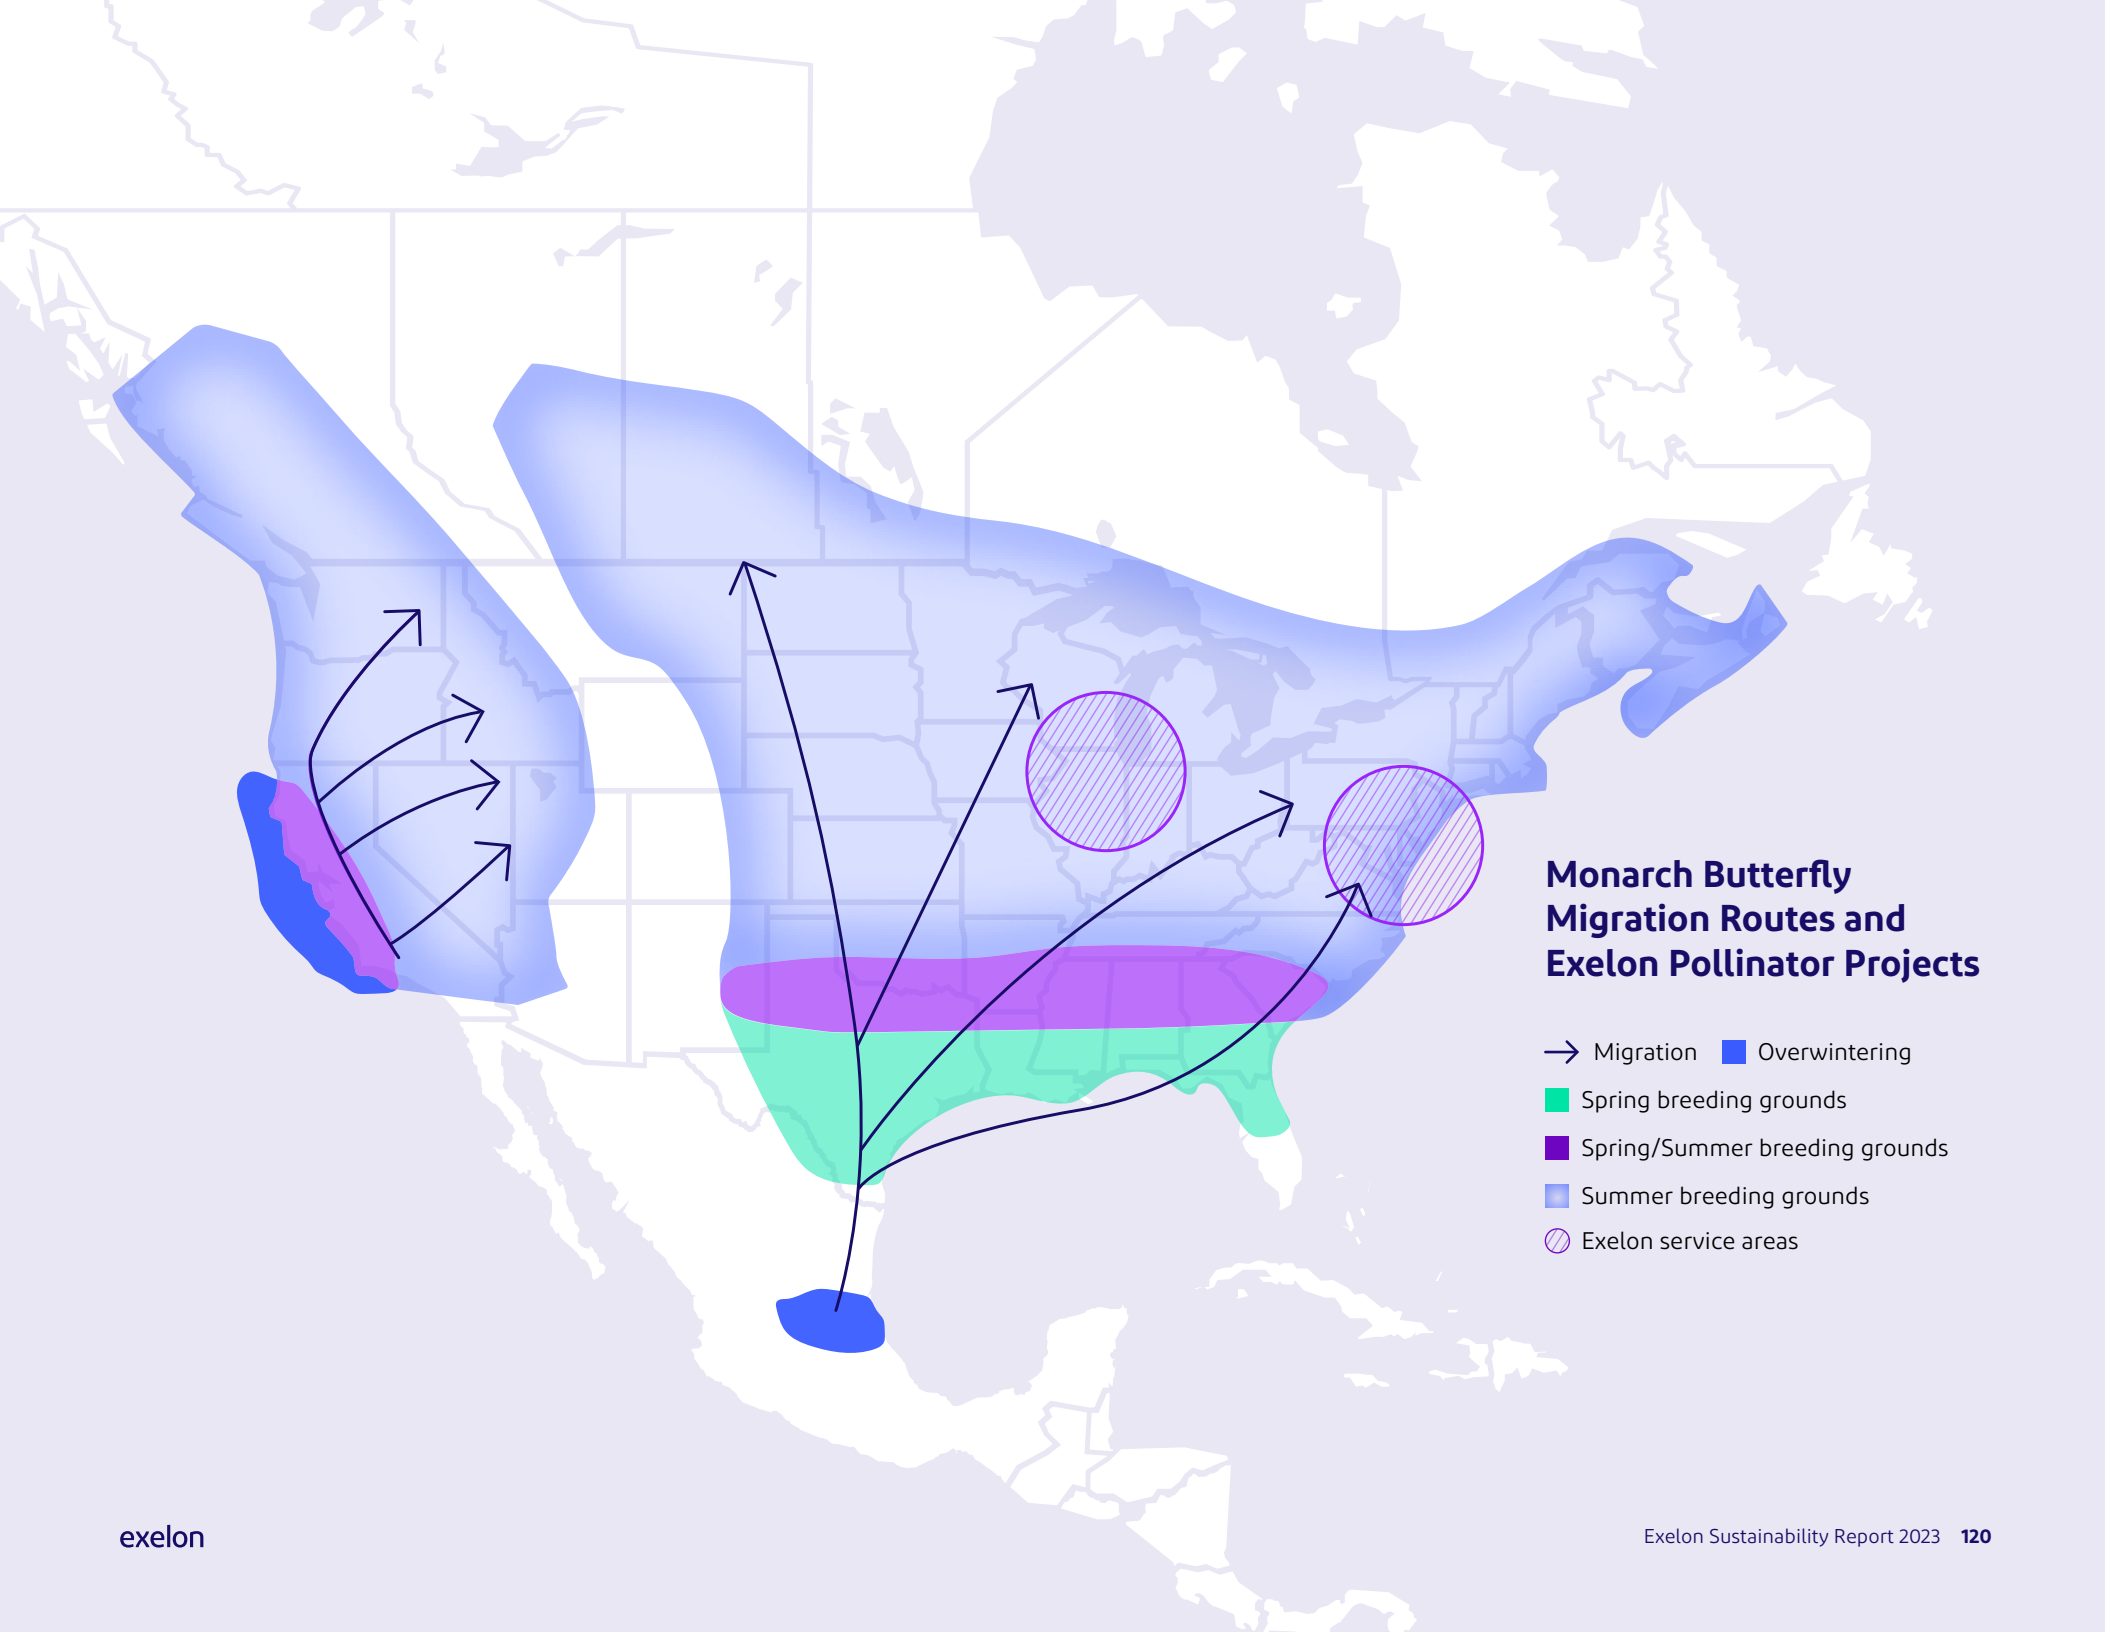 Monarch Butterfly
Migration Routes and
Exelon Pollinator Projects
Migration Overwintering
Spring breeding grounds
Spring/Summer breeding grounds
Summer breeding grounds
Exelon service areas
exelon
Exelon Sustainability Report 2023 120